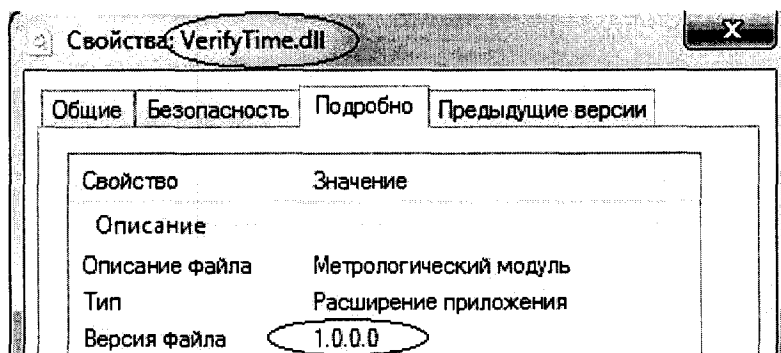 Свойства: VerifyTime.dll
Общие Безопасность Подробно Предыдущие версии
Свойство Значение
Описание
Описание файла Метрологический модуль
Тип Расширение приложения
Версия файла 1.0.0.0